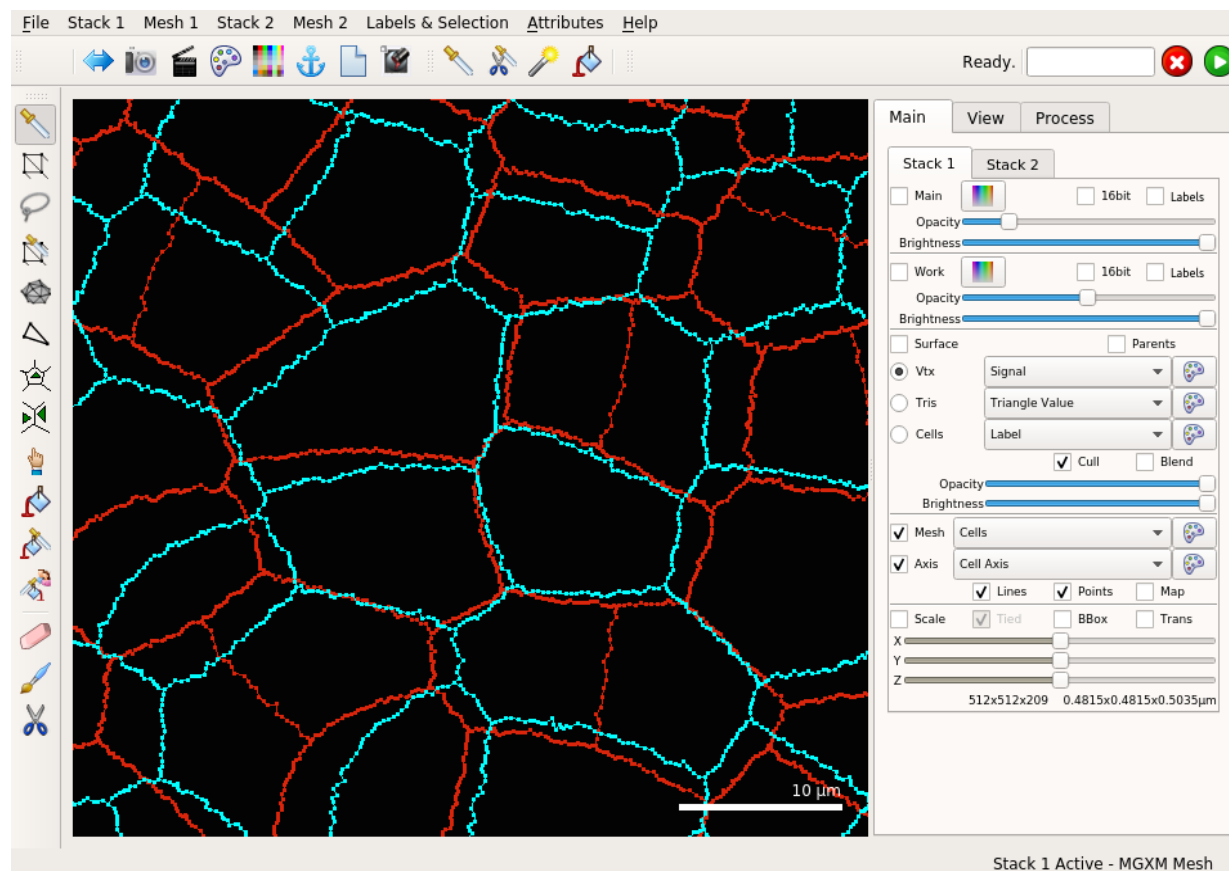 File Stack 1 Mesh 1 Stack 2 Mesh 2 Labels & Selection Attributes Help
Ready.
Main View Process
Stack 1 Stack 2
Main 16bit Labels
Opacity
Brightness
Work 16bit Labels
Opacity
Brightness
Surface Parents
Vtx Signal
Tris Triangle Value
Cells Label
Cull Blend
Opacity
Brightness
Mesh Cells
Axis Cell Axis
Lines Points Map
Scale Tied BBox Trans
X
Y
Z
512x512x209 0.4815x0.4815x0.5035µm
10 µm
Stack 1 Active - MGXM Mesh